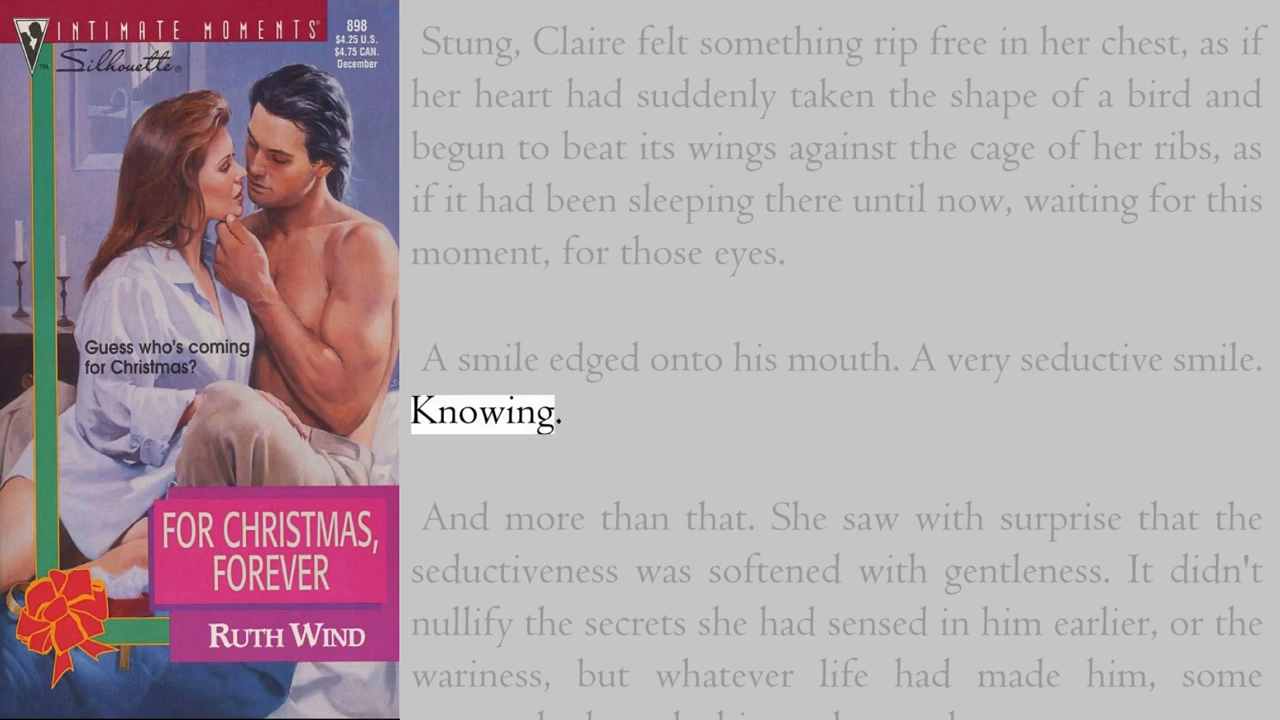 INTIMATE MOMENTS®
Silhouette®
TM
898
$4.25 U.S.
$4.75 CAN.
December
Guess who's coming
for Christmas?
FOR CHRISTMAS,
FOREVER
RUTH WIND
Stung, Claire felt something rip free in her chest, as if
her heart had suddenly taken the shape of a bird and
begun to beat its wings against the cage of her ribs, as
if it had been sleeping there until now, waiting for this
moment, for those eyes.
A smile edged onto his mouth. A very seductive smile.
Knowing.
And more than that. She saw with surprise that the
seductiveness was softened with gentleness. It didn't
nullify the secrets she had sensed in him earlier, or the
wariness, but whatever life had made him, some